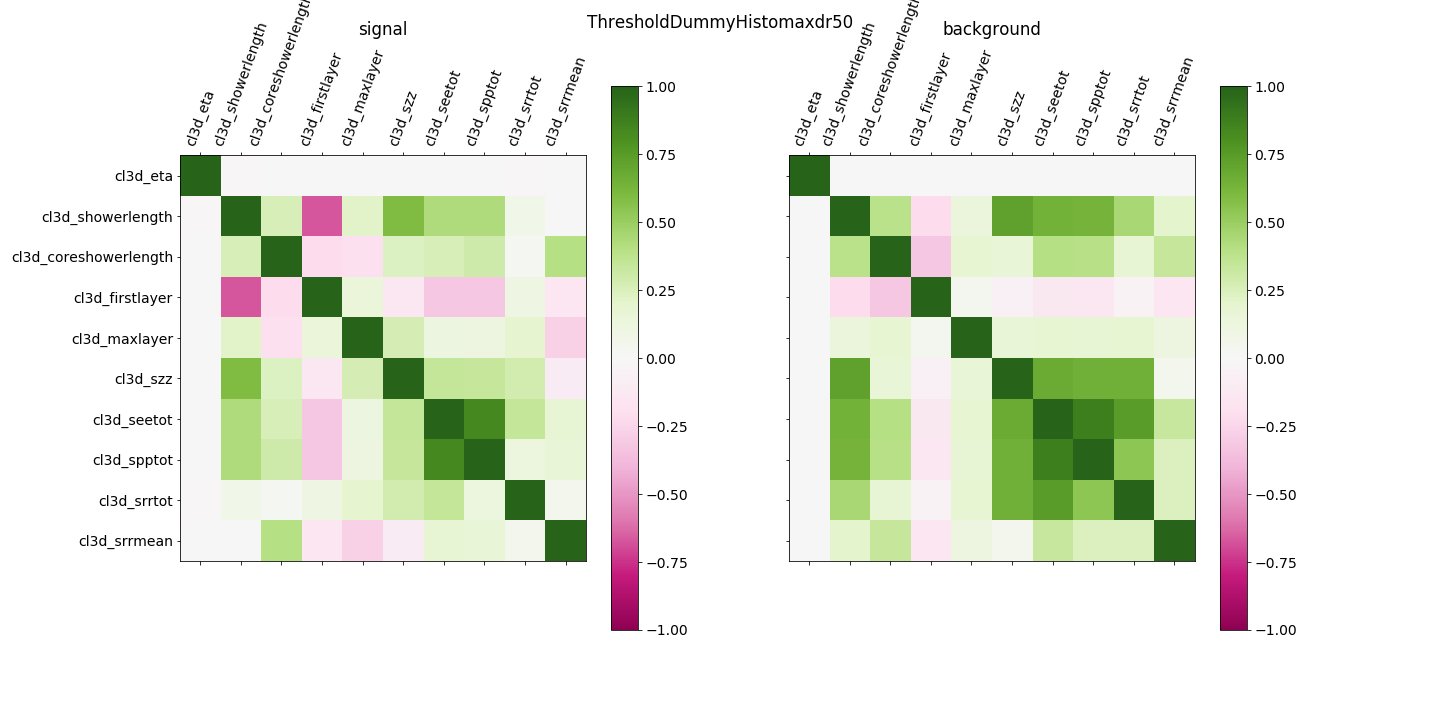 ThresholdDummyHistomaxdr50
signal
cl3d_eta
cl3d_showerlength
cl3d_coreshowerlength
cl3d_firstlayer
cl3d_maxlayer
cl3d_szz
cl3d_seetot
cl3d_spptot
cl3d_srrtot
cl3d_srrmean
cl3d_eta
cl3d_showerlength
cl3d_coreshowerlength
cl3d_firstlayer
cl3d_maxlayer
cl3d_szz
cl3d_seetot
cl3d_spptot
cl3d_srrtot
cl3d_srrmean
1.00
0.75
0.50
0.25
0.00
−0.25
−0.50
−0.75
−1.00
background
cl3d_eta
cl3d_showerlength
cl3d_coreshowerlength
cl3d_firstlayer
cl3d_maxlayer
cl3d_szz
cl3d_seetot
cl3d_spptot
cl3d_srrtot
cl3d_srrmean
1.00
0.75
0.50
0.25
0.00
−0.25
−0.50
−0.75
−1.00